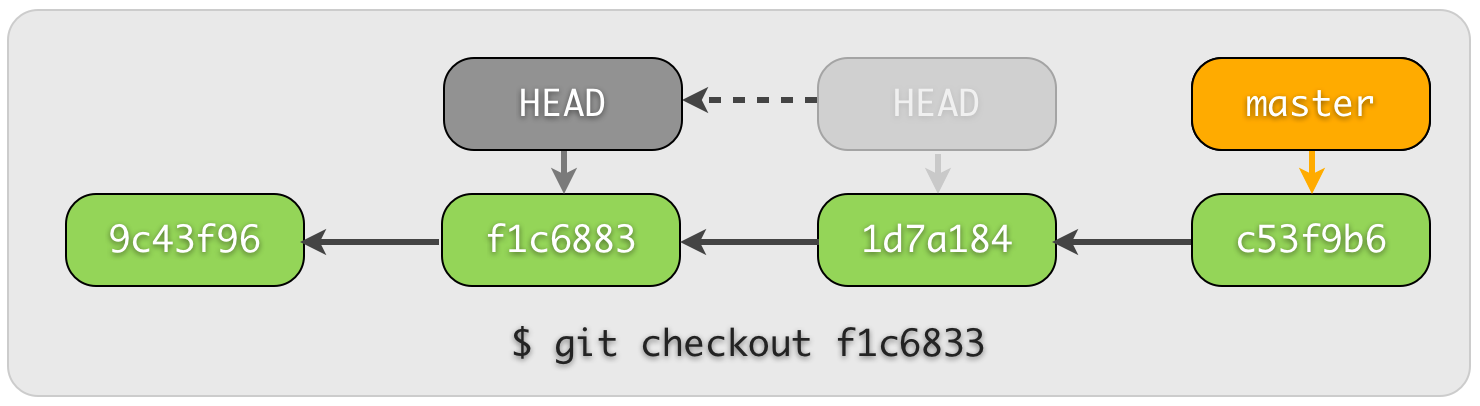 HEAD
HEAD
master
9c43f96
f1c6883
1d7a184
c53f9b6
$ git checkout f1c6833